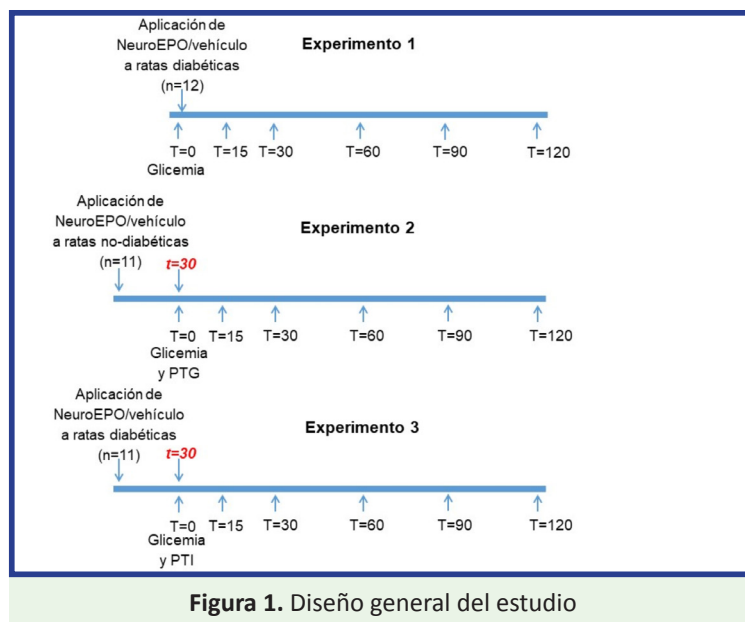 Aplicación de
NeuroEPO/vehículo
a ratas diabéticas
(n=12)
Experimento 1
T=0 T=15 T=30 T=60 T=90 T=120
Glicemia
Aplicación de
NeuroEPO/vehículo
a ratas no-diabéticas
(n=11) t=30
Experimento 2
T=0 T=15 T=30 T=60 T=90 T=120
Glicemia
y PTG
Aplicación de
NeuroEPO/vehículo
a ratas diabéticas
(n=11) t=30
Experimento 3
T=0 T=15 T=30 T=60 T=90 T=120
Glicemia
y PTI
Figura 1. Diseño general del estudio